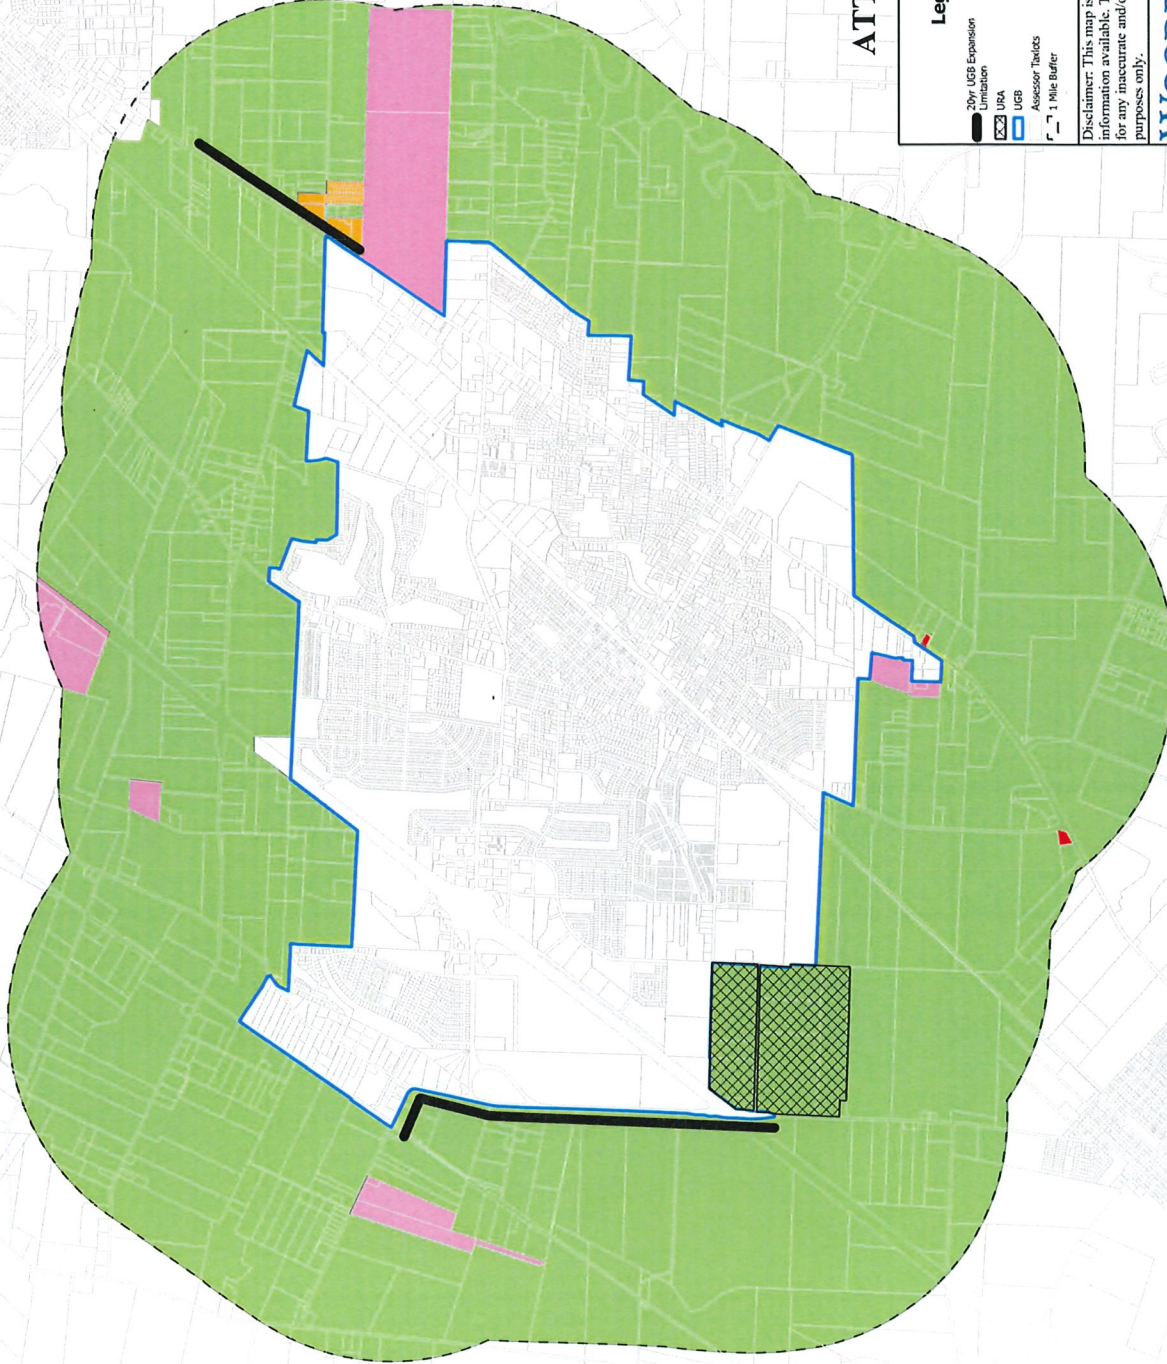 ATT
Leg
20yr UGB Expansion
Limitation
URA
UGB
Assessor Taxlots
1 Mile Buffer
Disclaimer: This map is
information available. T
for any inaccurate and/o
purposes only.